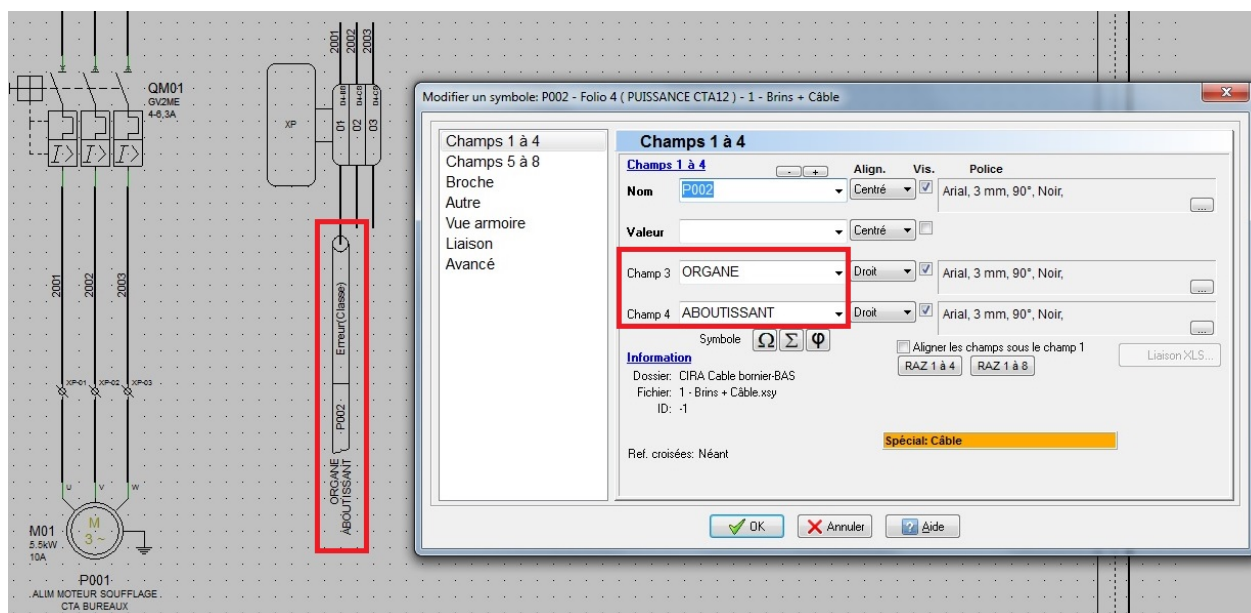 2001
2002
2003
QM01
GV2ME
4-6,3A
I> I> I>
XP
01
02
03
2001
2002
2003
Erreur(Classe)
XP-01 XP-02 XP-03
P002
ORGANE
ABOUTISSANT
U V W
M01
5.5kW
10A
M
3 ~
P001
ALIM MOTEUR SOUFFLAGE
CTA BUREAUX
Modifier un symbole: P002 - Folio 4 ( PUISSANCE CTA12 ) - 1 - Brins + Câble
x
Champs 1 à 4
Champs 5 à 8
Broche
Autre
Vue armoire
Liaison
Avancé
Champs 1 à 4
Champs 1 à 4 - + Align. Vis. Police
Nom P002 Centré Arial, 3 mm, 90°, Noir,
...
Valeur Centré
Champ 3 ORGANE Droit Arial, 3 mm, 90°, Noir,
...
Champ 4 ABOUTISSANT Droit Arial, 3 mm, 90°, Noir,
...
Symbole Ω Σ φ
Aligner les champs sous le champ 1
Information
RAZ 1 à 4 RAZ 1 à 8 Liaison XLS...
Dossier: CIRA Cable bornier-BAS
Fichier: 1 - Brins + Câble.xsy
ID: -1
Spécial: Câble
Ref. croisées: Néant
OK Annuler ? Aide